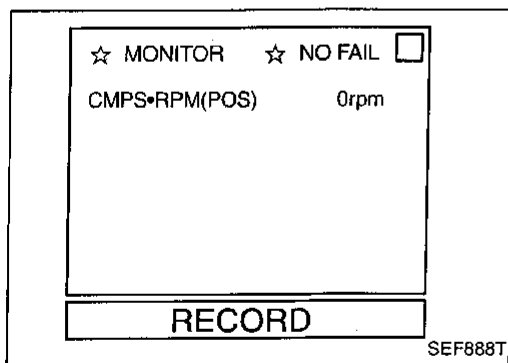 ☆ MONITOR ☆ NO FAIL
CMPS•RPM(POS) 0rpm
RECORD
SEF888T